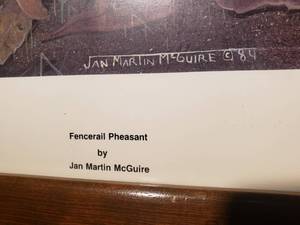 JAN MARTIN MCGUIRE © 84
Fencerail Pheasant
by
Jan Martin McGuire